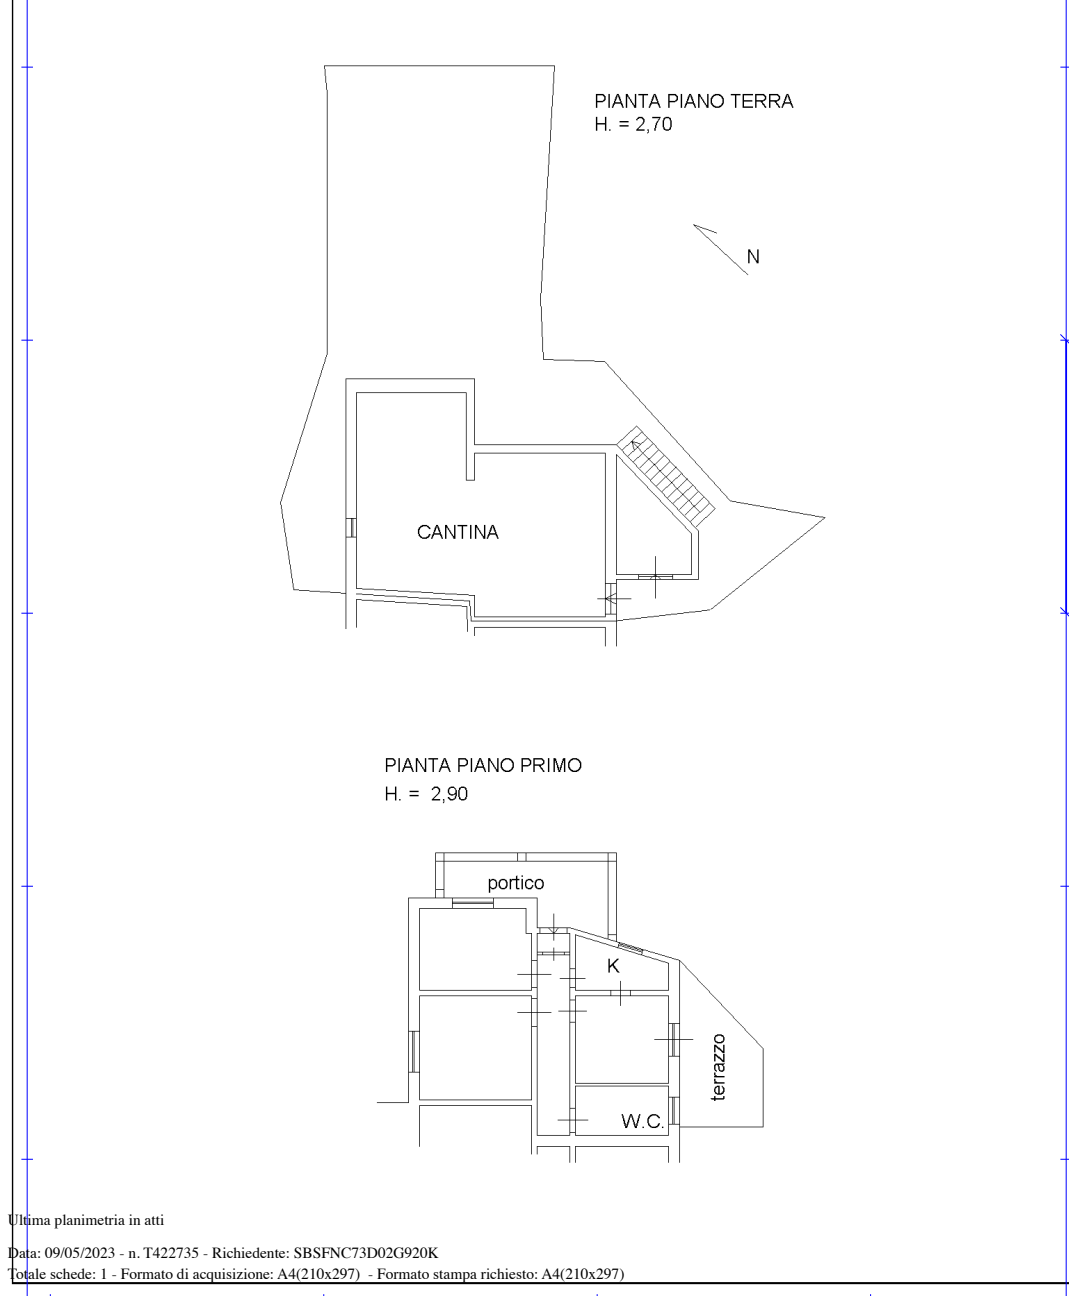 PIANTA PIANO TERRA
H. = 2,70
N
CANTINA
PIANTA PIANO PRIMO
H. = 2,90
portico
K
terrazzo
W.C.
Ultima planimetria in atti
Data: 09/05/2023 - n. T422735 - Richiedente: SBSFNC73D02G920K
Totale schede: 1 - Formato di acquisizione: A4(210x297) - Formato stampa richiesto: A4(210x297)